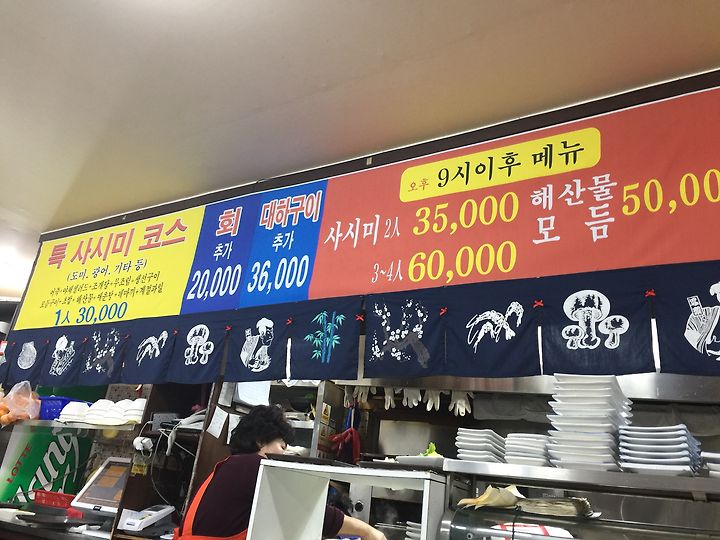 특 사시미 코스
(도미, 광어, 기타 등)
1人 30,000
회
추가
20,000
대하구이
추가
36,000
오후 9시이후 메뉴
사시미 2人 35,000
3~4人 60,000
해산물
모듬 50,00
LOTTE